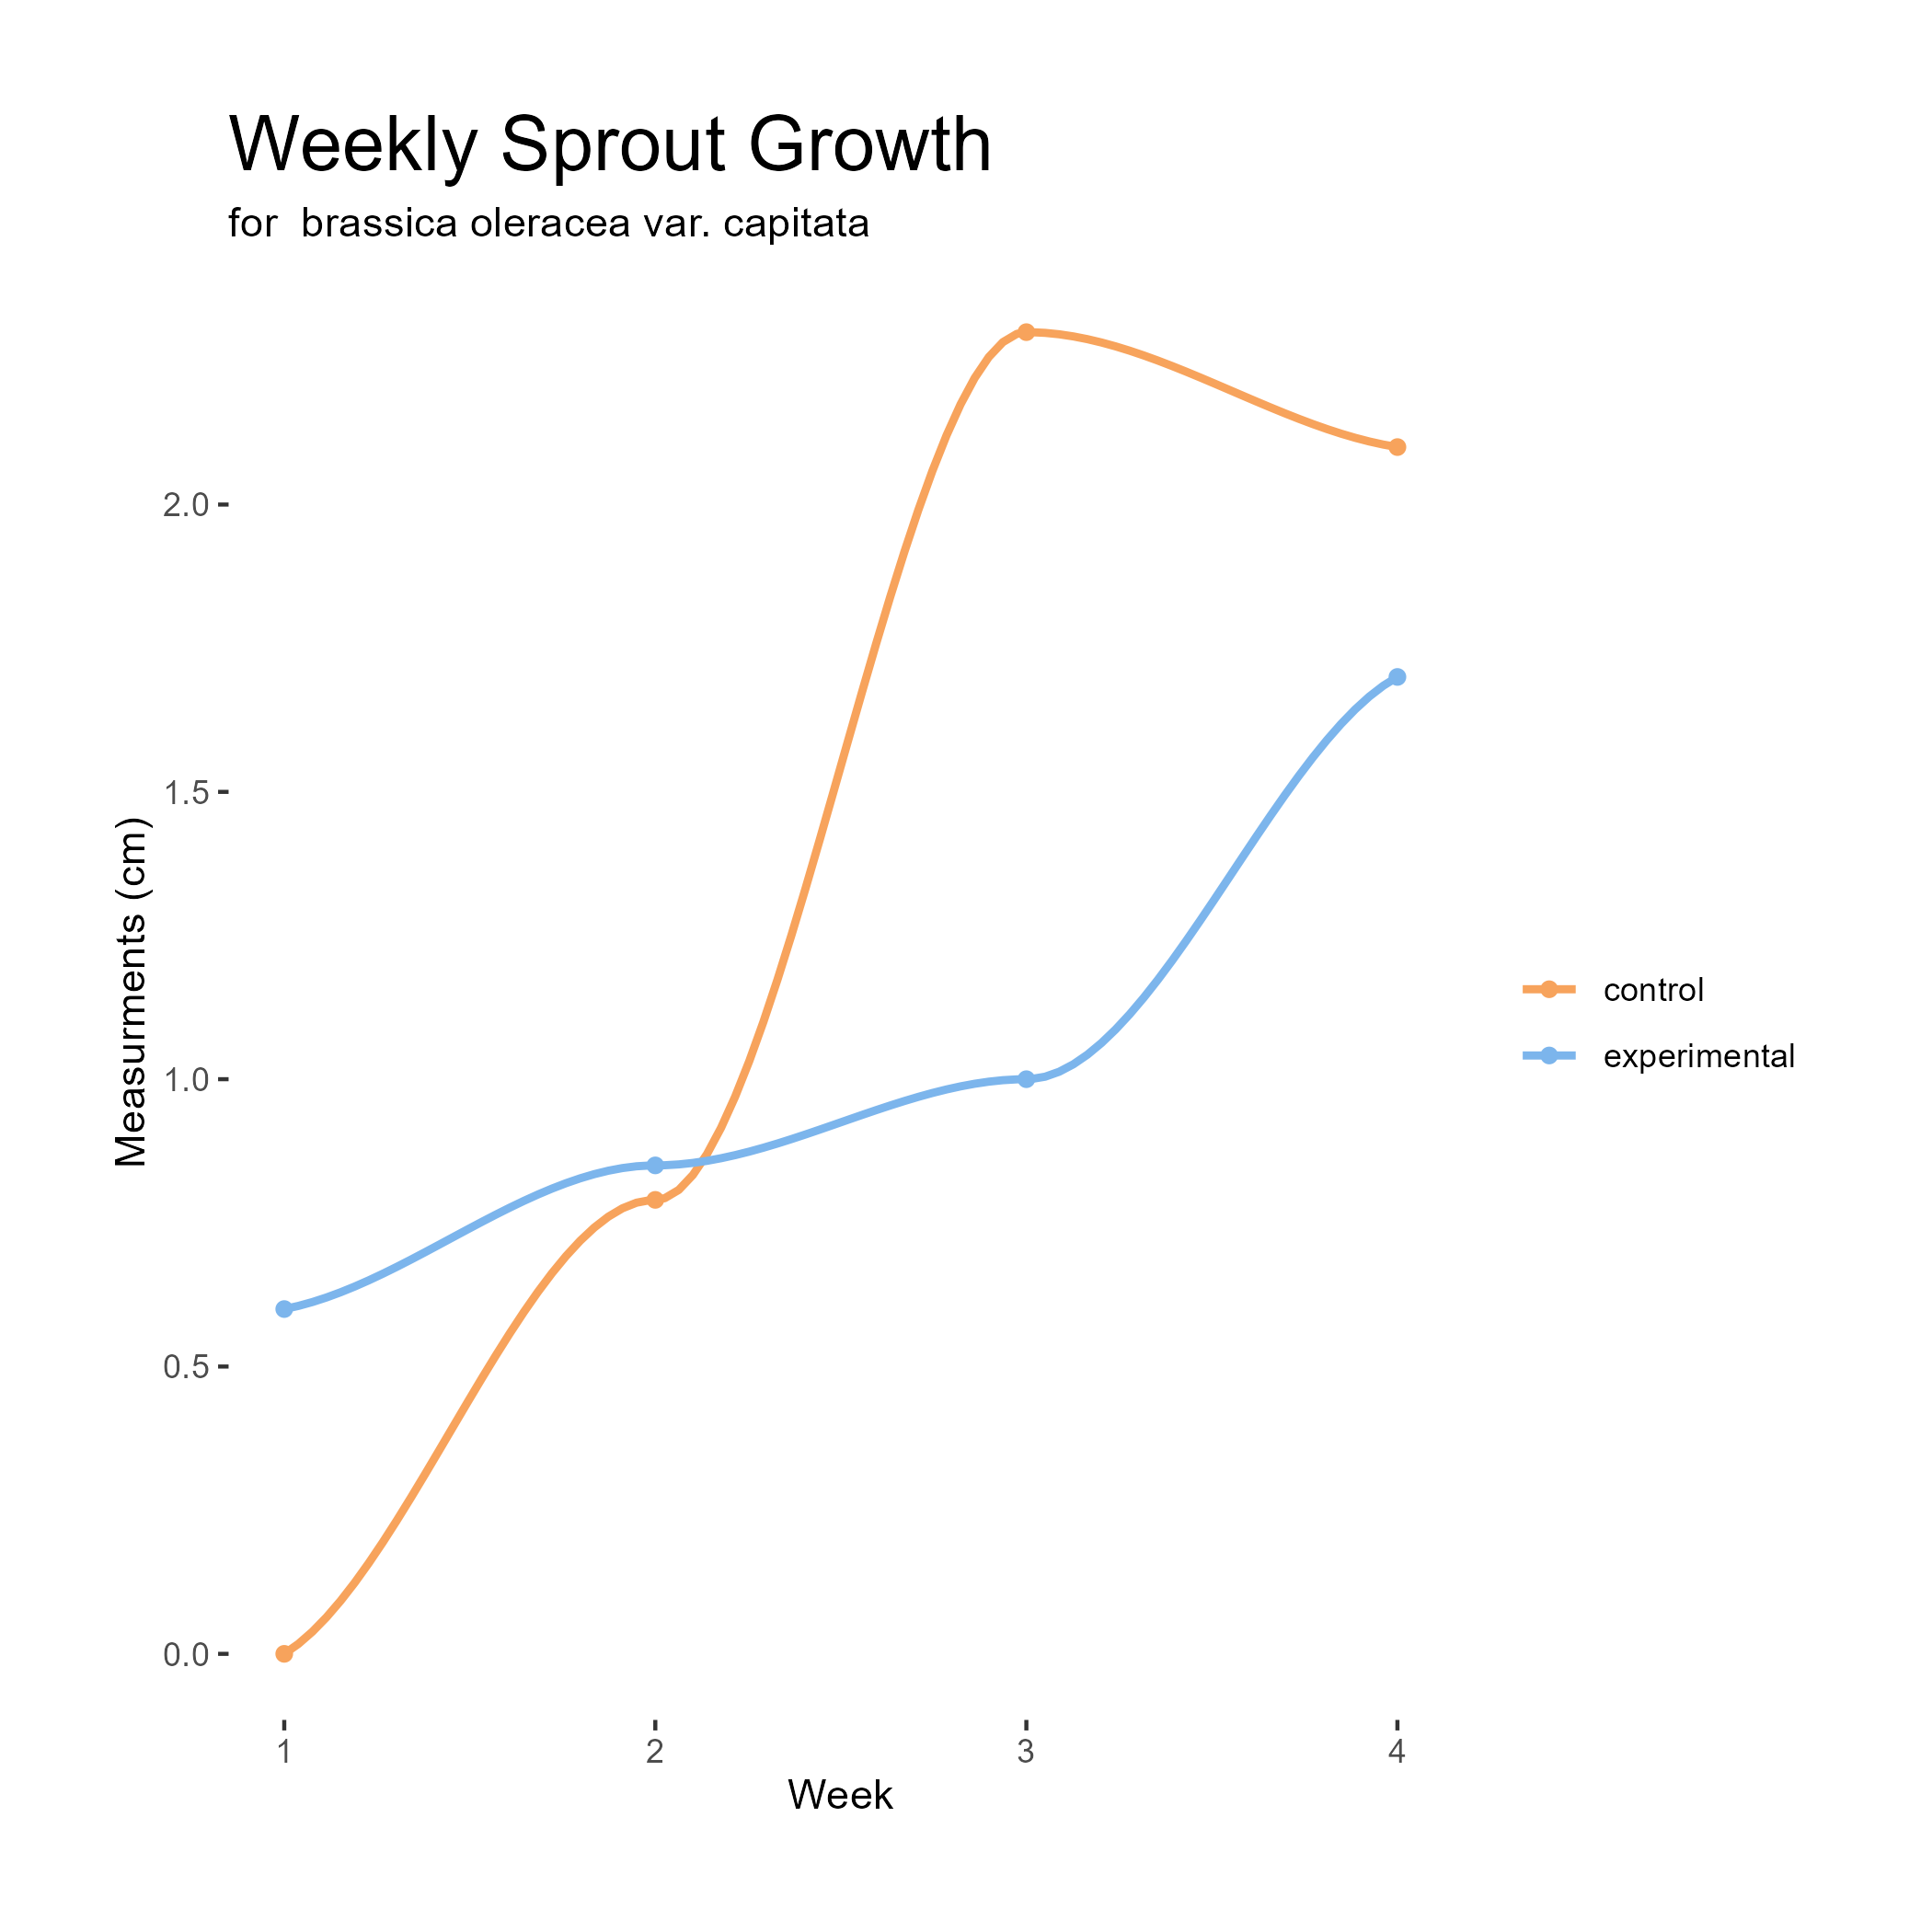 Weekly Sprout Growth
for  brassica oleracea var. capitata
2.0
1.5
1.0
0.5
0.0
Measurments (cm)
1 2 3 4
Week
control
experimental